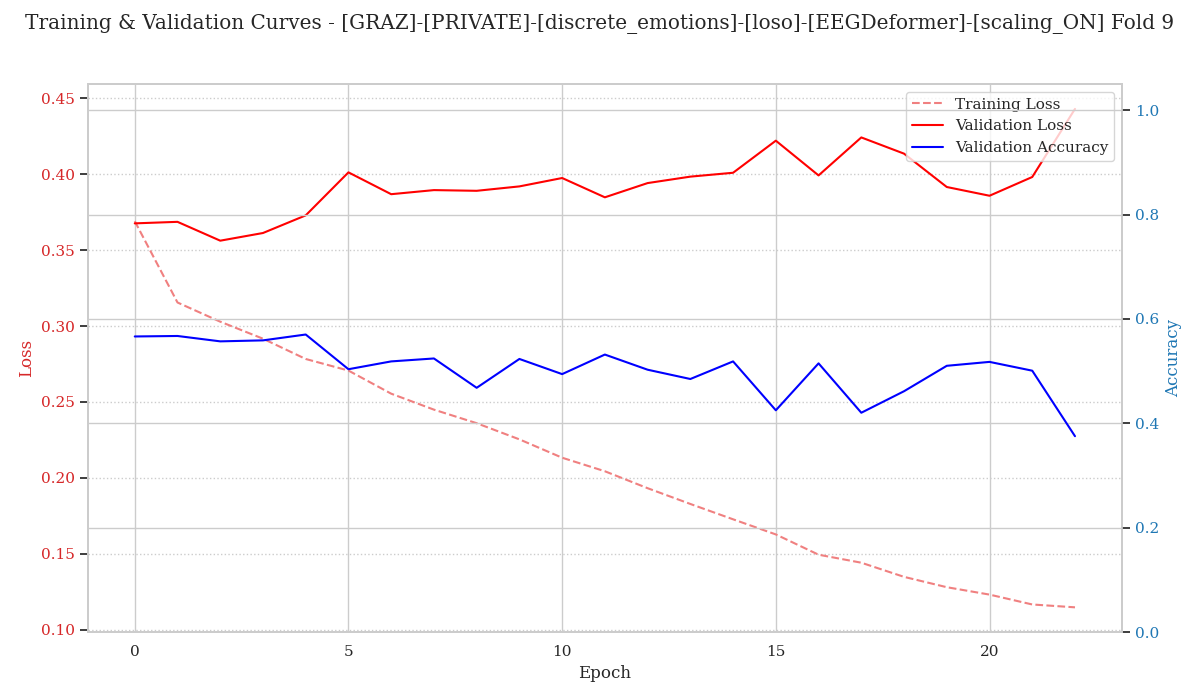 Training & Validation Curves - [GRAZ]-[PRIVATE]-[discrete_emotions]-[loso]-[EEGDeformer]-[scaling_ON] Fold 9
Training Loss
Validation Loss
Validation Accuracy
0.45
0.40
0.35
0.30
0.25
0.20
0.15
0.10
Loss
1.0
0.8
0.6
0.4
0.2
0.0
Accuracy
0 5 10 15 20
Epoch